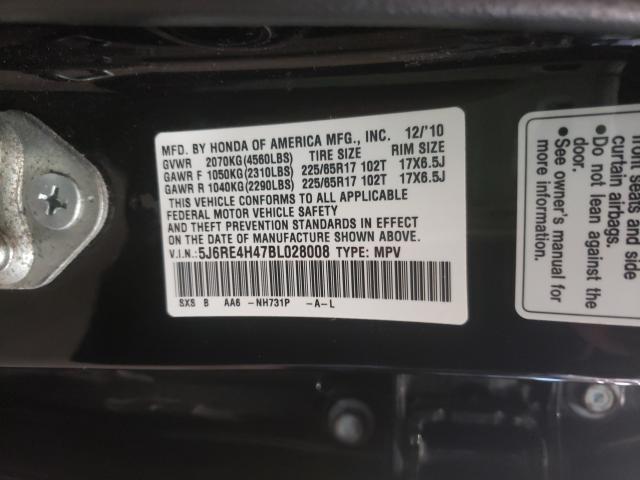 MFD. BY HONDA OF AMERICA MFG., INC. 12/'10
GVWR 2070KG(4560LBS) TIRE SIZE RIM SIZE
GAWR F 1050KG(2310LBS) 225/65R17 102T 17X6.5J
GAWR R 1040KG(2290LBS) 225/65R17 102T 17X6.5J
THIS VEHICLE CONFORMS TO ALL APPLICABLE
FEDERAL MOTOR VEHICLE SAFETY
AND THEFT PREVENTION STANDARDS IN EFFECT
ON THE DATE OF MANUFACTURE SHOWN ABOVE.
V.I.N.:5J6RE4H47BL028008 TYPE: MPV
SXS B AA6 -NH731P -A-L
front seats and side
curtain airbags.
• Do not lean against the
door.
• See owner's manual for
more information.